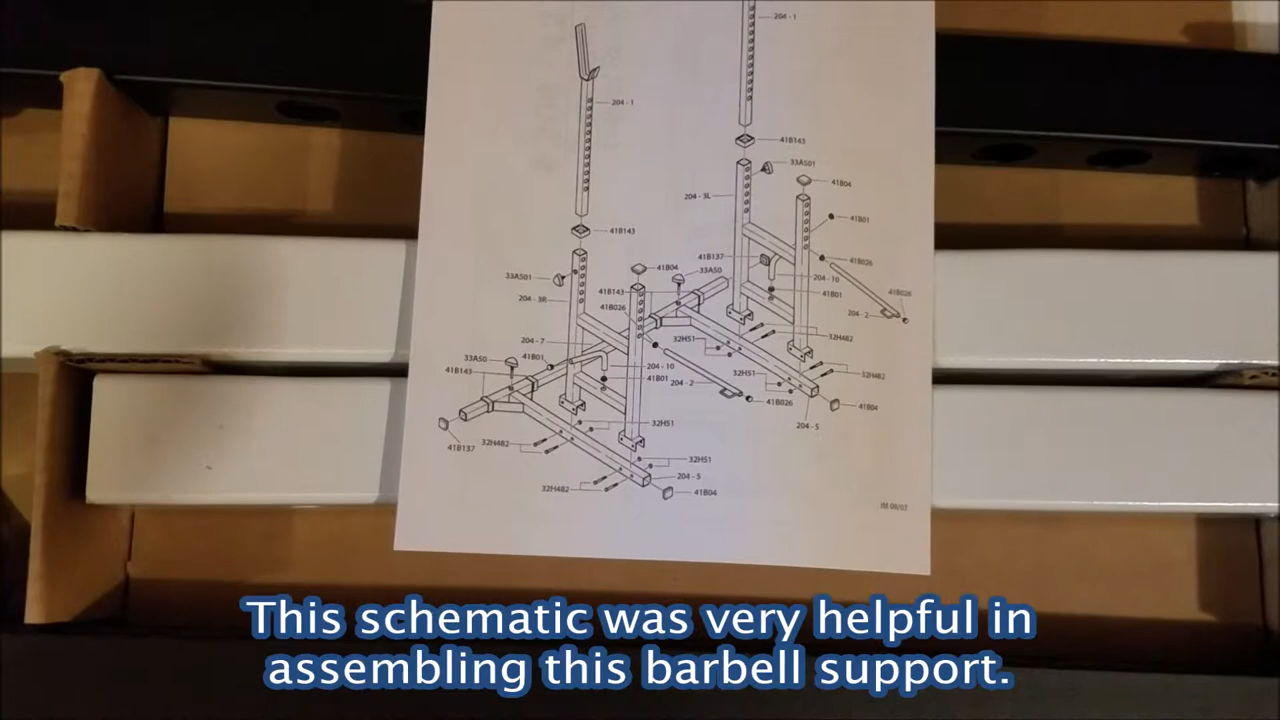 204 - 1
204 - 1
41B143
33A501
41B04
204 - 3L
41B01
41B143
41B137
41B026
41B04
33A50
33A501
204 - 10
41B143
41B01
41B026
204 - 3R
41B026
204 - 2
32H482
204 - 7
32H51
33A50
41B01
204 - 10
32H51
32H482
41B143
41B01
204 - 2
41B026
41B04
32H51
204 - 5
41B137
32H482
32H51
204 - 5
32H482
41B04
This schematic was very helpful in
assembling this barbell support.